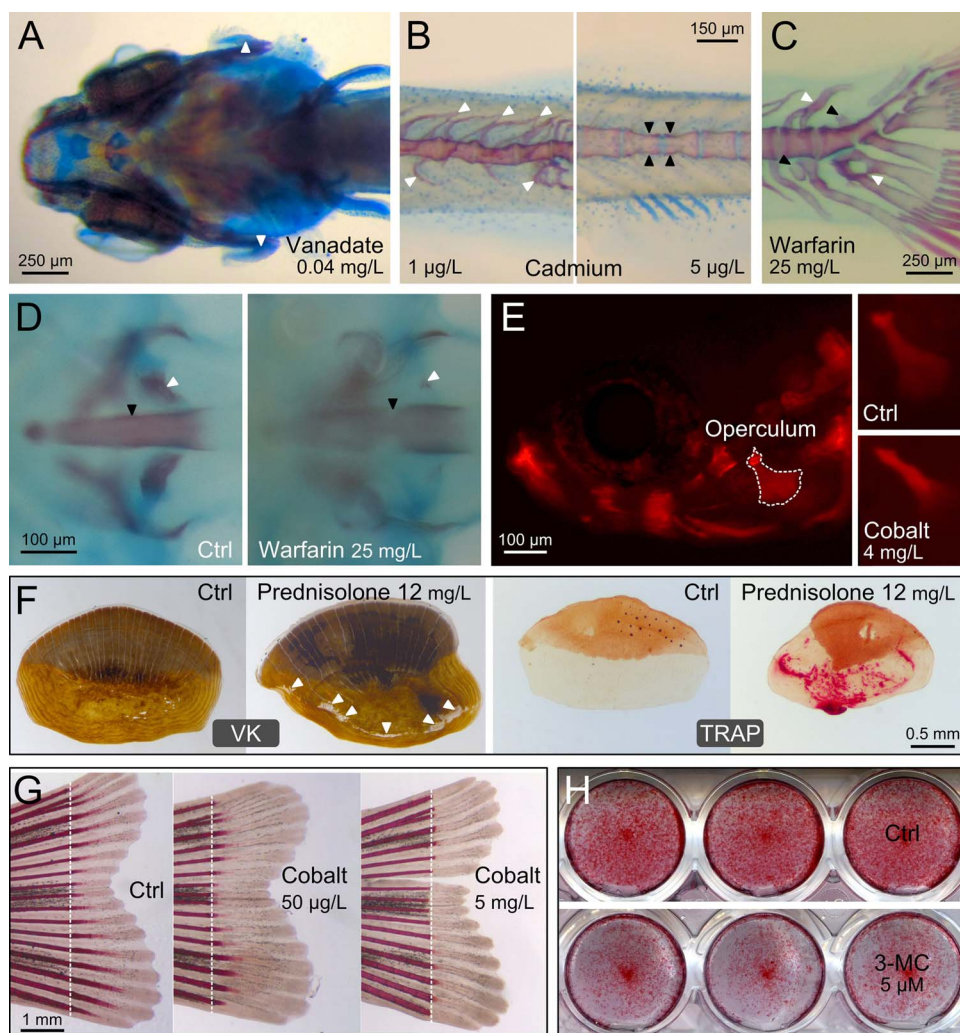 A
Vanadate
0.04 mg/L
250 µm
B
150 µm
1 µg/L
Cadmium
5 µg/L
C
Warfarin
25 mg/L
250 µm
D
100 µm
Ctrl
Warfarin 25 mg/L
E
Operculum
100 µm
Ctrl
Cobalt
4 mg/L
F
Ctrl
Prednisolone 12 mg/L
VK
Ctrl
Prednisolone 12 mg/L
TRAP
0.5 mm
G
Ctrl
1 mm
Cobalt
50 µg/L
Cobalt
5 mg/L
H
Ctrl
3-MC
5 µM